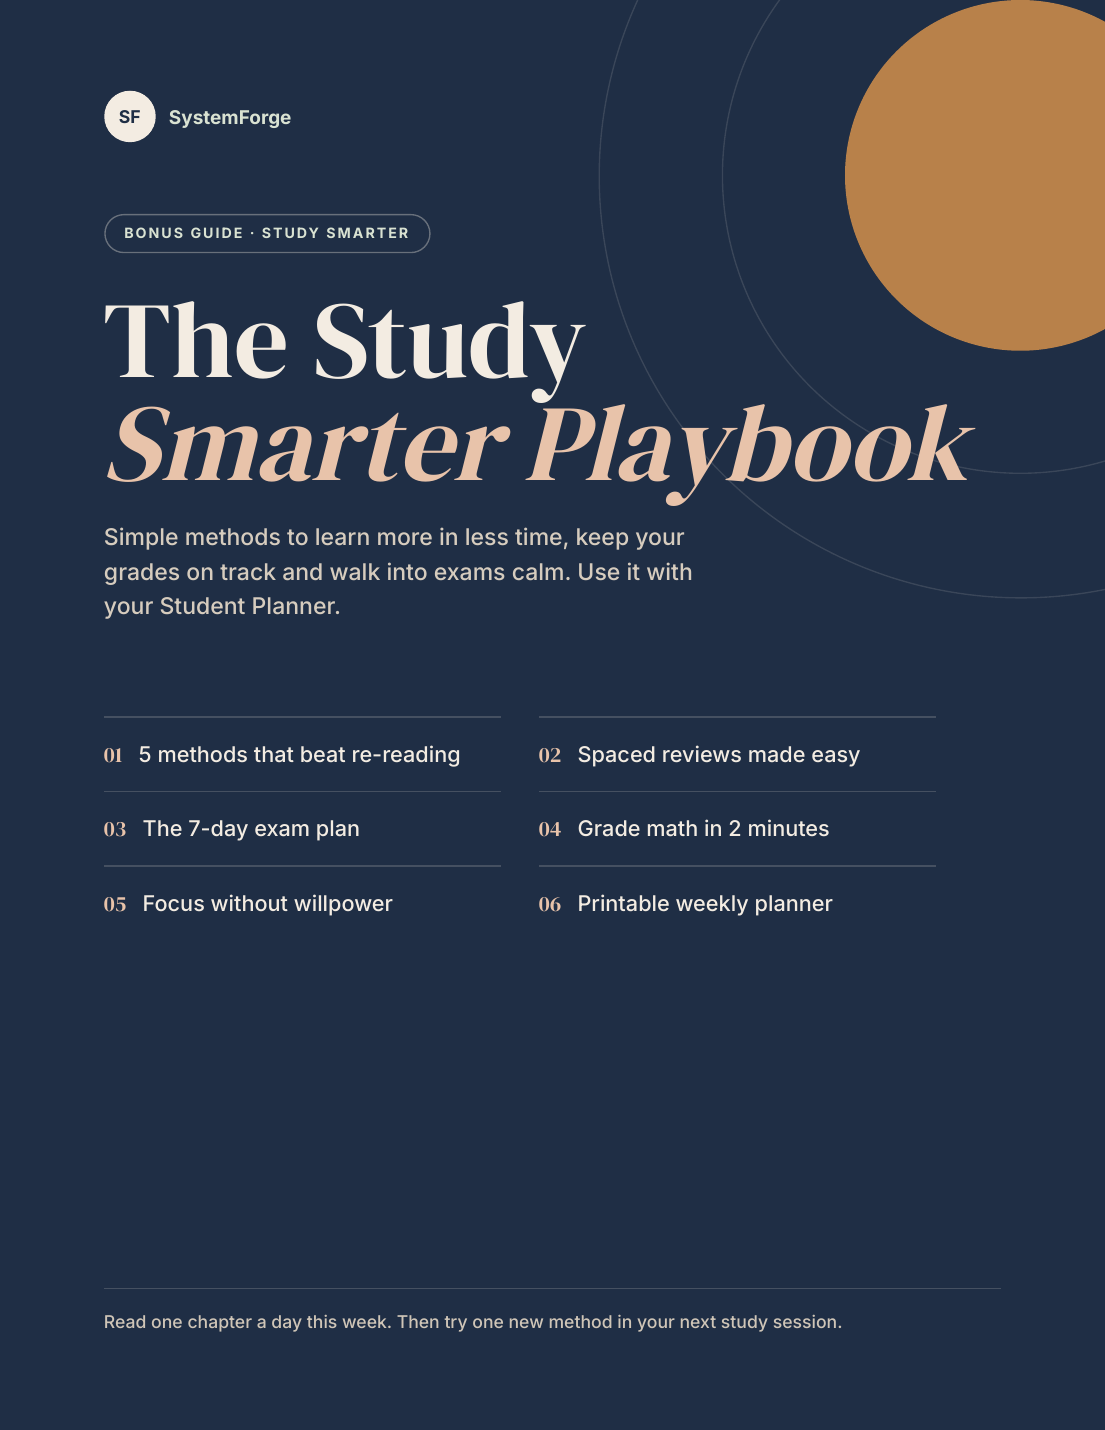 SF
SystemForge
BONUS GUIDE · STUDY SMARTER
The Study
Smarter Playbook
Simple methods to learn more in less time, keep your
grades on track and walk into exams calm. Use it with
your Student Planner.
01 5 methods that beat re-reading
02 Spaced reviews made easy
03 The 7-day exam plan
04 Grade math in 2 minutes
05 Focus without willpower
06 Printable weekly planner
Read one chapter a day this week. Then try one new method in your next study session.